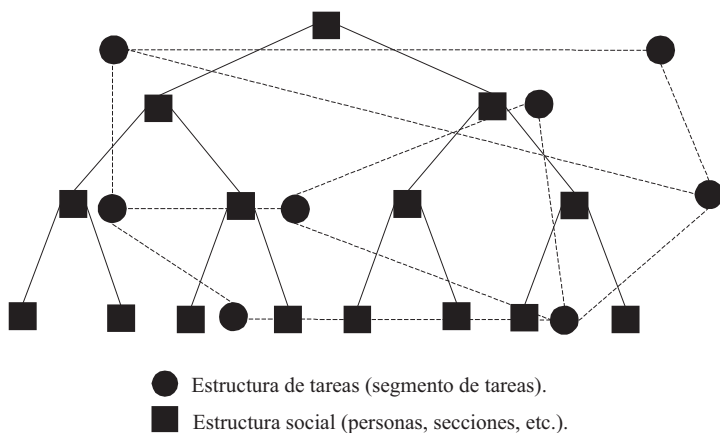 Estructura de tareas (segmento de tareas).
Estructura social (personas, secciones, etc.).